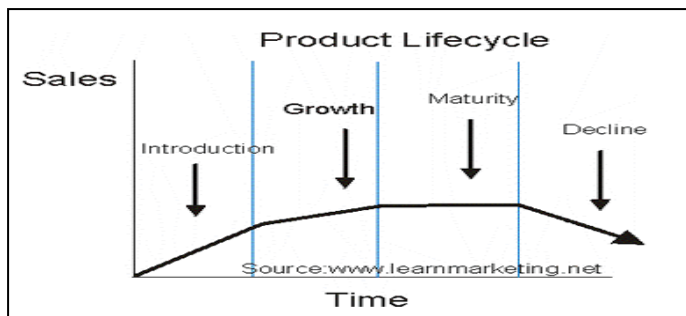 Product Lifecycle
Sales
Introduction
Growth
Maturity
Decline
Source:www.learnmarketing.net
Time